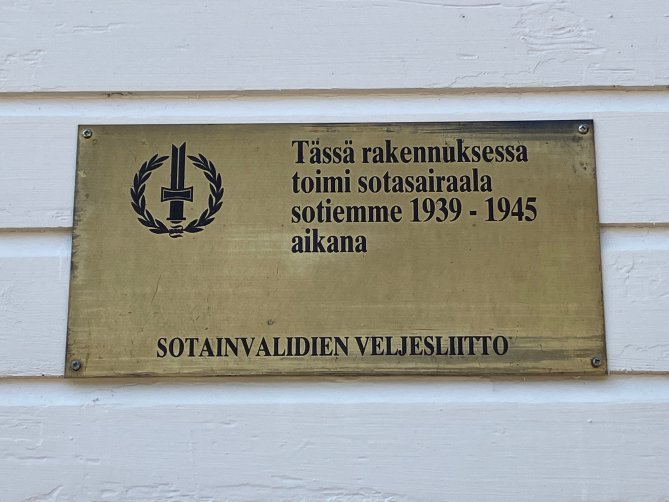 Tässä rakennuksessa
toimi sotasairaala
sotiemme 1939 - 1945
aikana
SOTAINVALIDIEN VELJESLIITTO